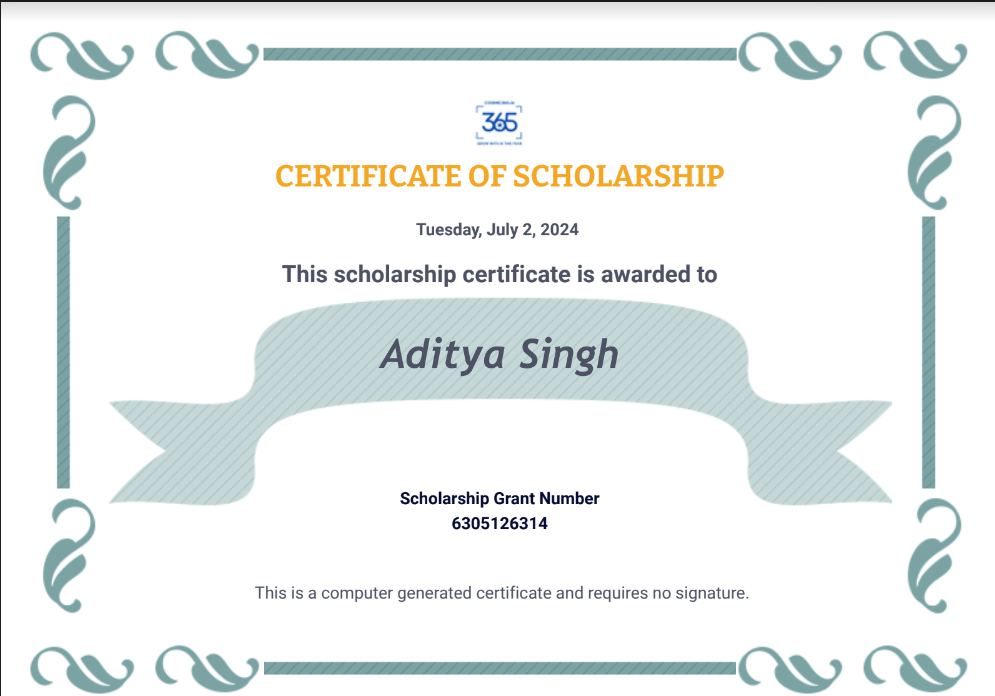 365
CERTIFICATE OF SCHOLARSHIP
Tuesday, July 2, 2024
This scholarship certificate is awarded to
Aditya Singh
Scholarship Grant Number
6305126314
This is a computer generated certificate and requires no signature.